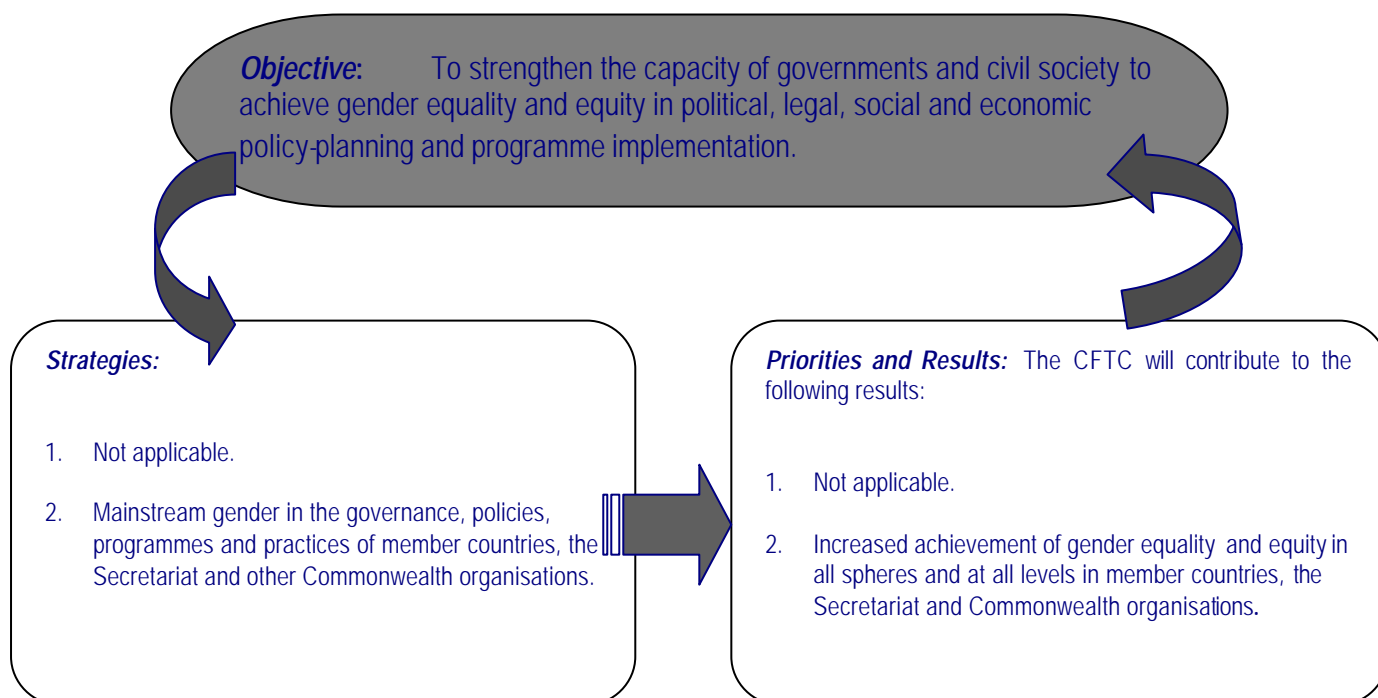 Objective: To strengthen the capacity of governments and civil society to
achieve gender equality and equity in political, legal, social and economic
policy-planning and programme implementation.
Strategies:
1. Not applicable.
2. Mainstream gender in the governance, policies,
programmes and practices of member countries, the
Secretariat and other Commonwealth organisations.
Priorities and Results: The CFTC will contribute to the
following results:
1. Not applicable.
2. Increased achievement of gender equality and equity in
all spheres and at all levels in member countries, the
Secretariat and Commonwealth organisations.